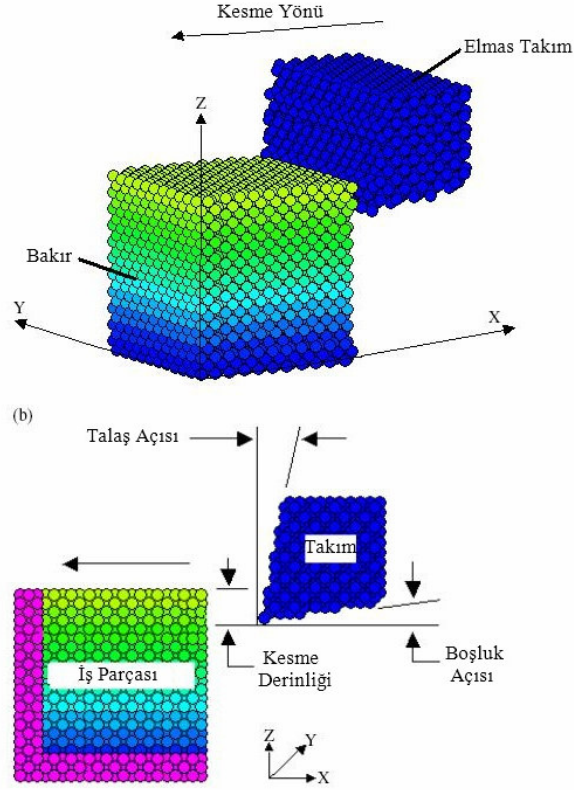 Kesme Yönü
Elmas Takım
Z
Bakır
Y
X
(b)
Talaş Açısı
Takım
İş Parçası
Kesme
Derinliği
Boşluk
Açısı
Z
Y
X